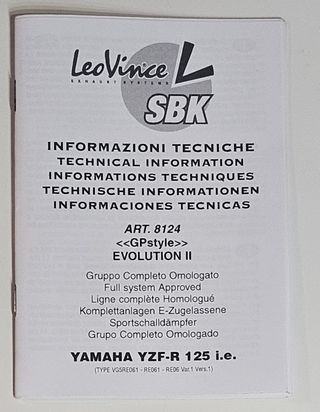 LeoVince L
EXHAUST SYSTEMS
SBK
INFORMAZIONI TECNICHE
TECHNICAL INFORMATION
INFORMATIONS TECHNIQUES
TECHNISCHE INFORMATIONEN
INFORMACIONES TECNICAS
ART. 8124
<<GPstyle>>
EVOLUTION II
Gruppo Completo Omologato
Full system Approved
Ligne complète Homologué
Komplettanlagen E-Zugelassene
Sportschalldämpfer
Grupo Completo Omologado
YAMAHA YZF-R 125 i.e.
(TYPE VG5RE061 - RE061 - RE06 Var.1 Vers.1)